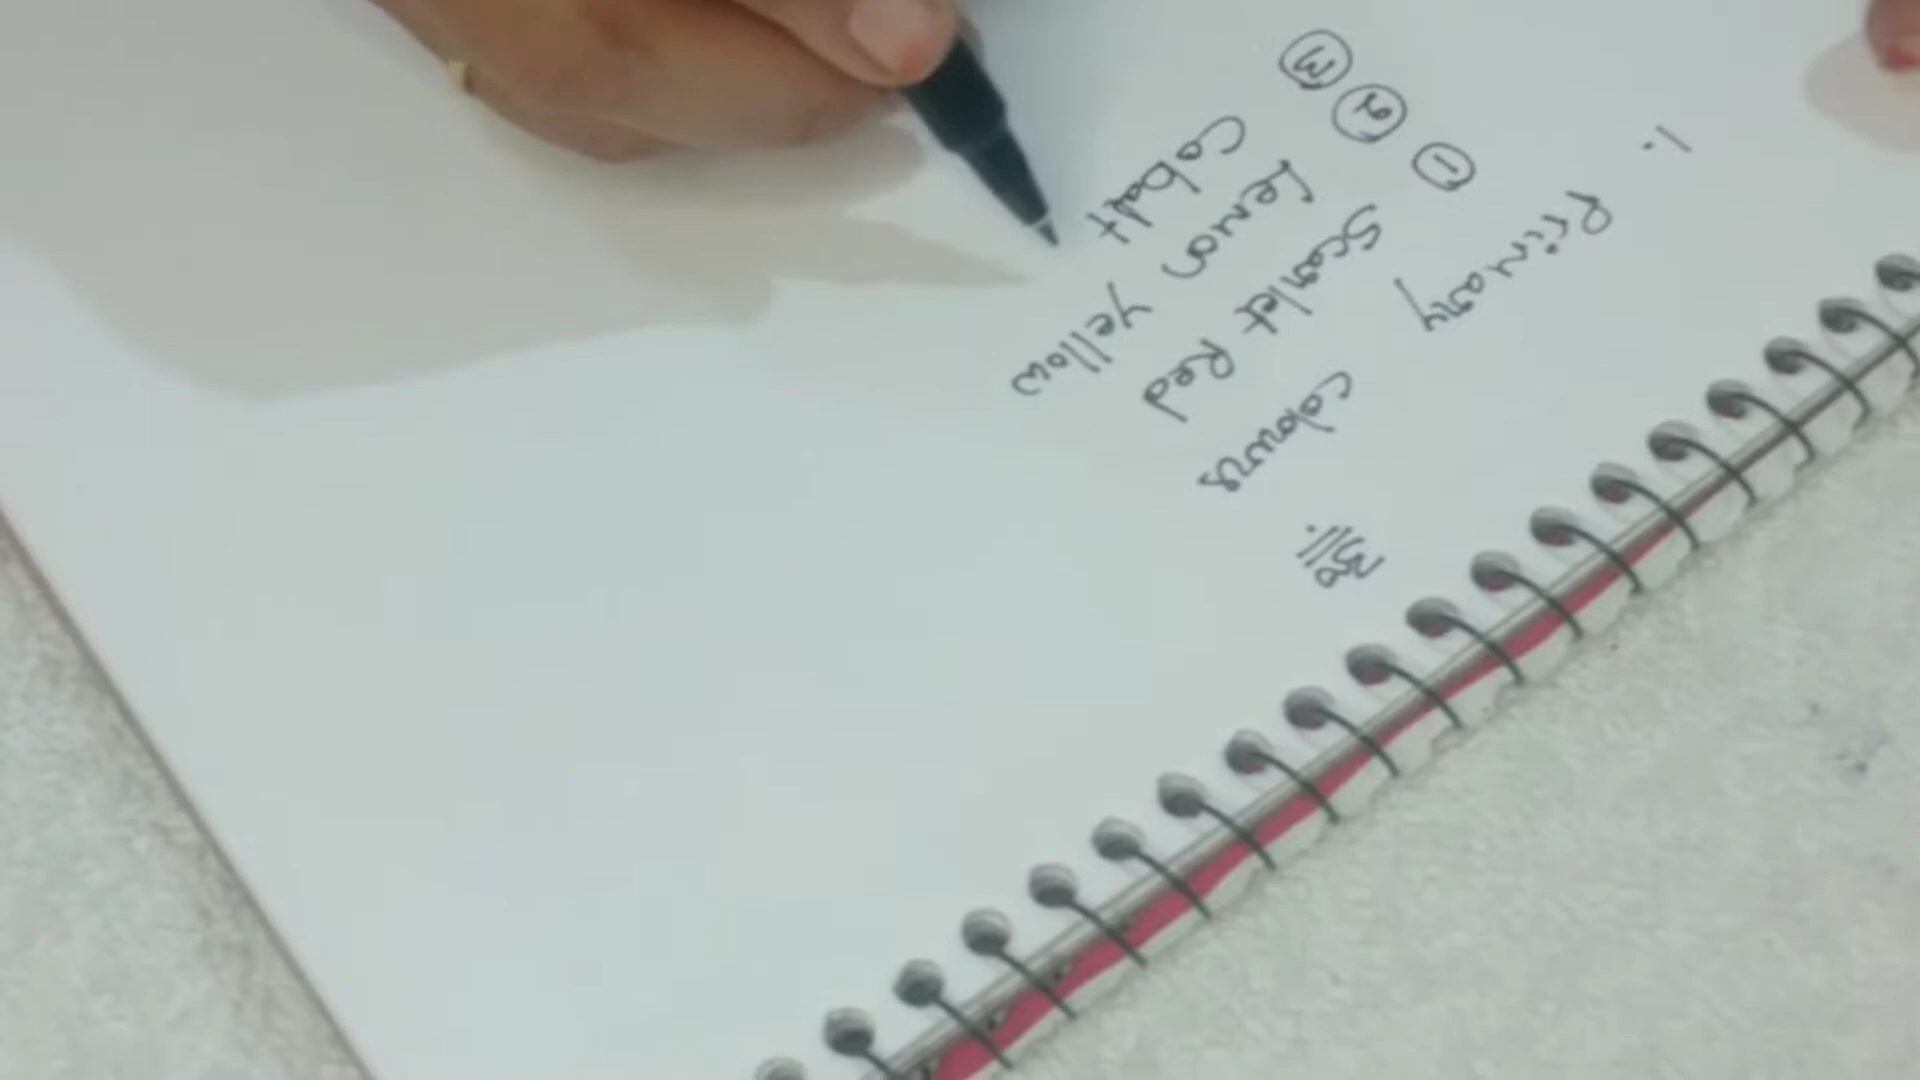 1. Primary colours
① Scarlet Red
② Lemon yellow
③ Cobalt